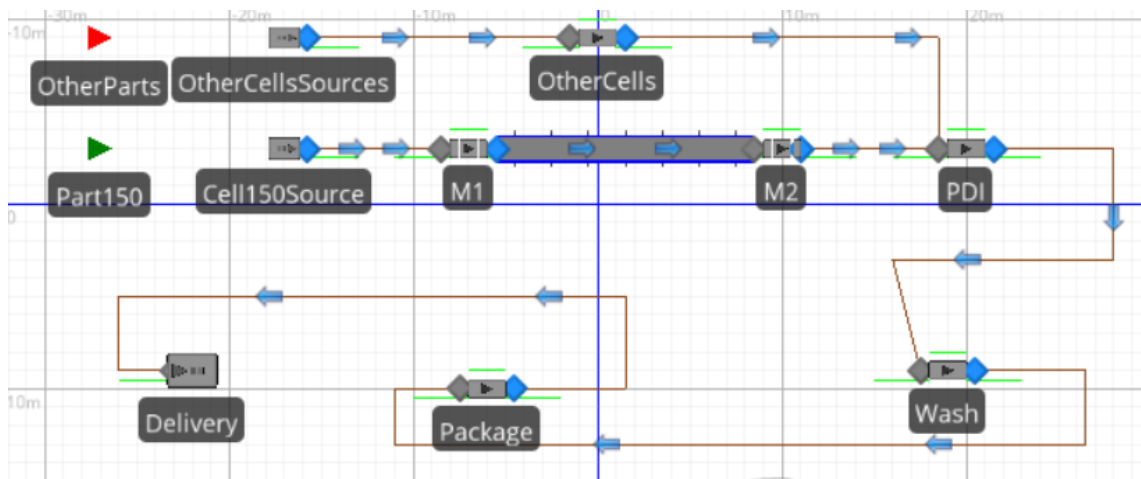 -30m -20m -10m 0 10m 20m
-10m
OtherParts OtherCellsSources OtherCells
Part150 Cell150Source M1 M2 PDI
0
10m
Delivery Package Wash